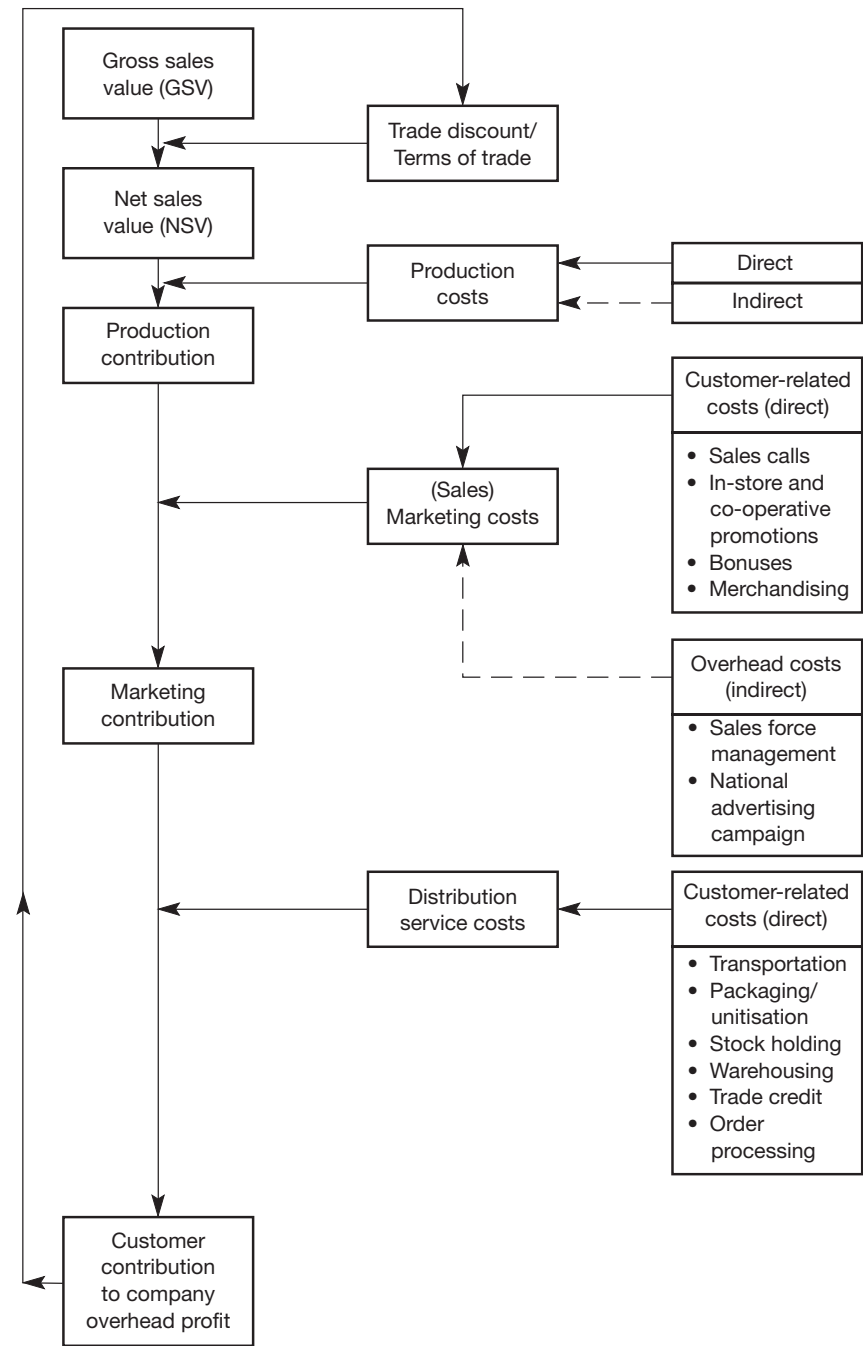 Gross sales
value (GSV)
Trade discount/
Terms of trade
Net sales
value (NSV)
Production
costs
Direct
Indirect
Production
contribution
Customer-related
costs (direct)
• Sales calls
• In-store and
co-operative
promotions
• Bonuses
• Merchandising
(Sales)
Marketing costs
Overhead costs
(indirect)
• Sales force
management
• National
advertising
campaign
Marketing
contribution
Distribution
service costs
Customer-related
costs (direct)
• Transportation
• Packaging/
unitisation
• Stock holding
• Warehousing
• Trade credit
• Order
processing
Customer
contribution
to company
overhead profit